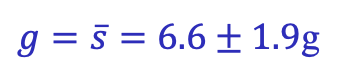 g = s̄ = 6.6 ± 1.9g